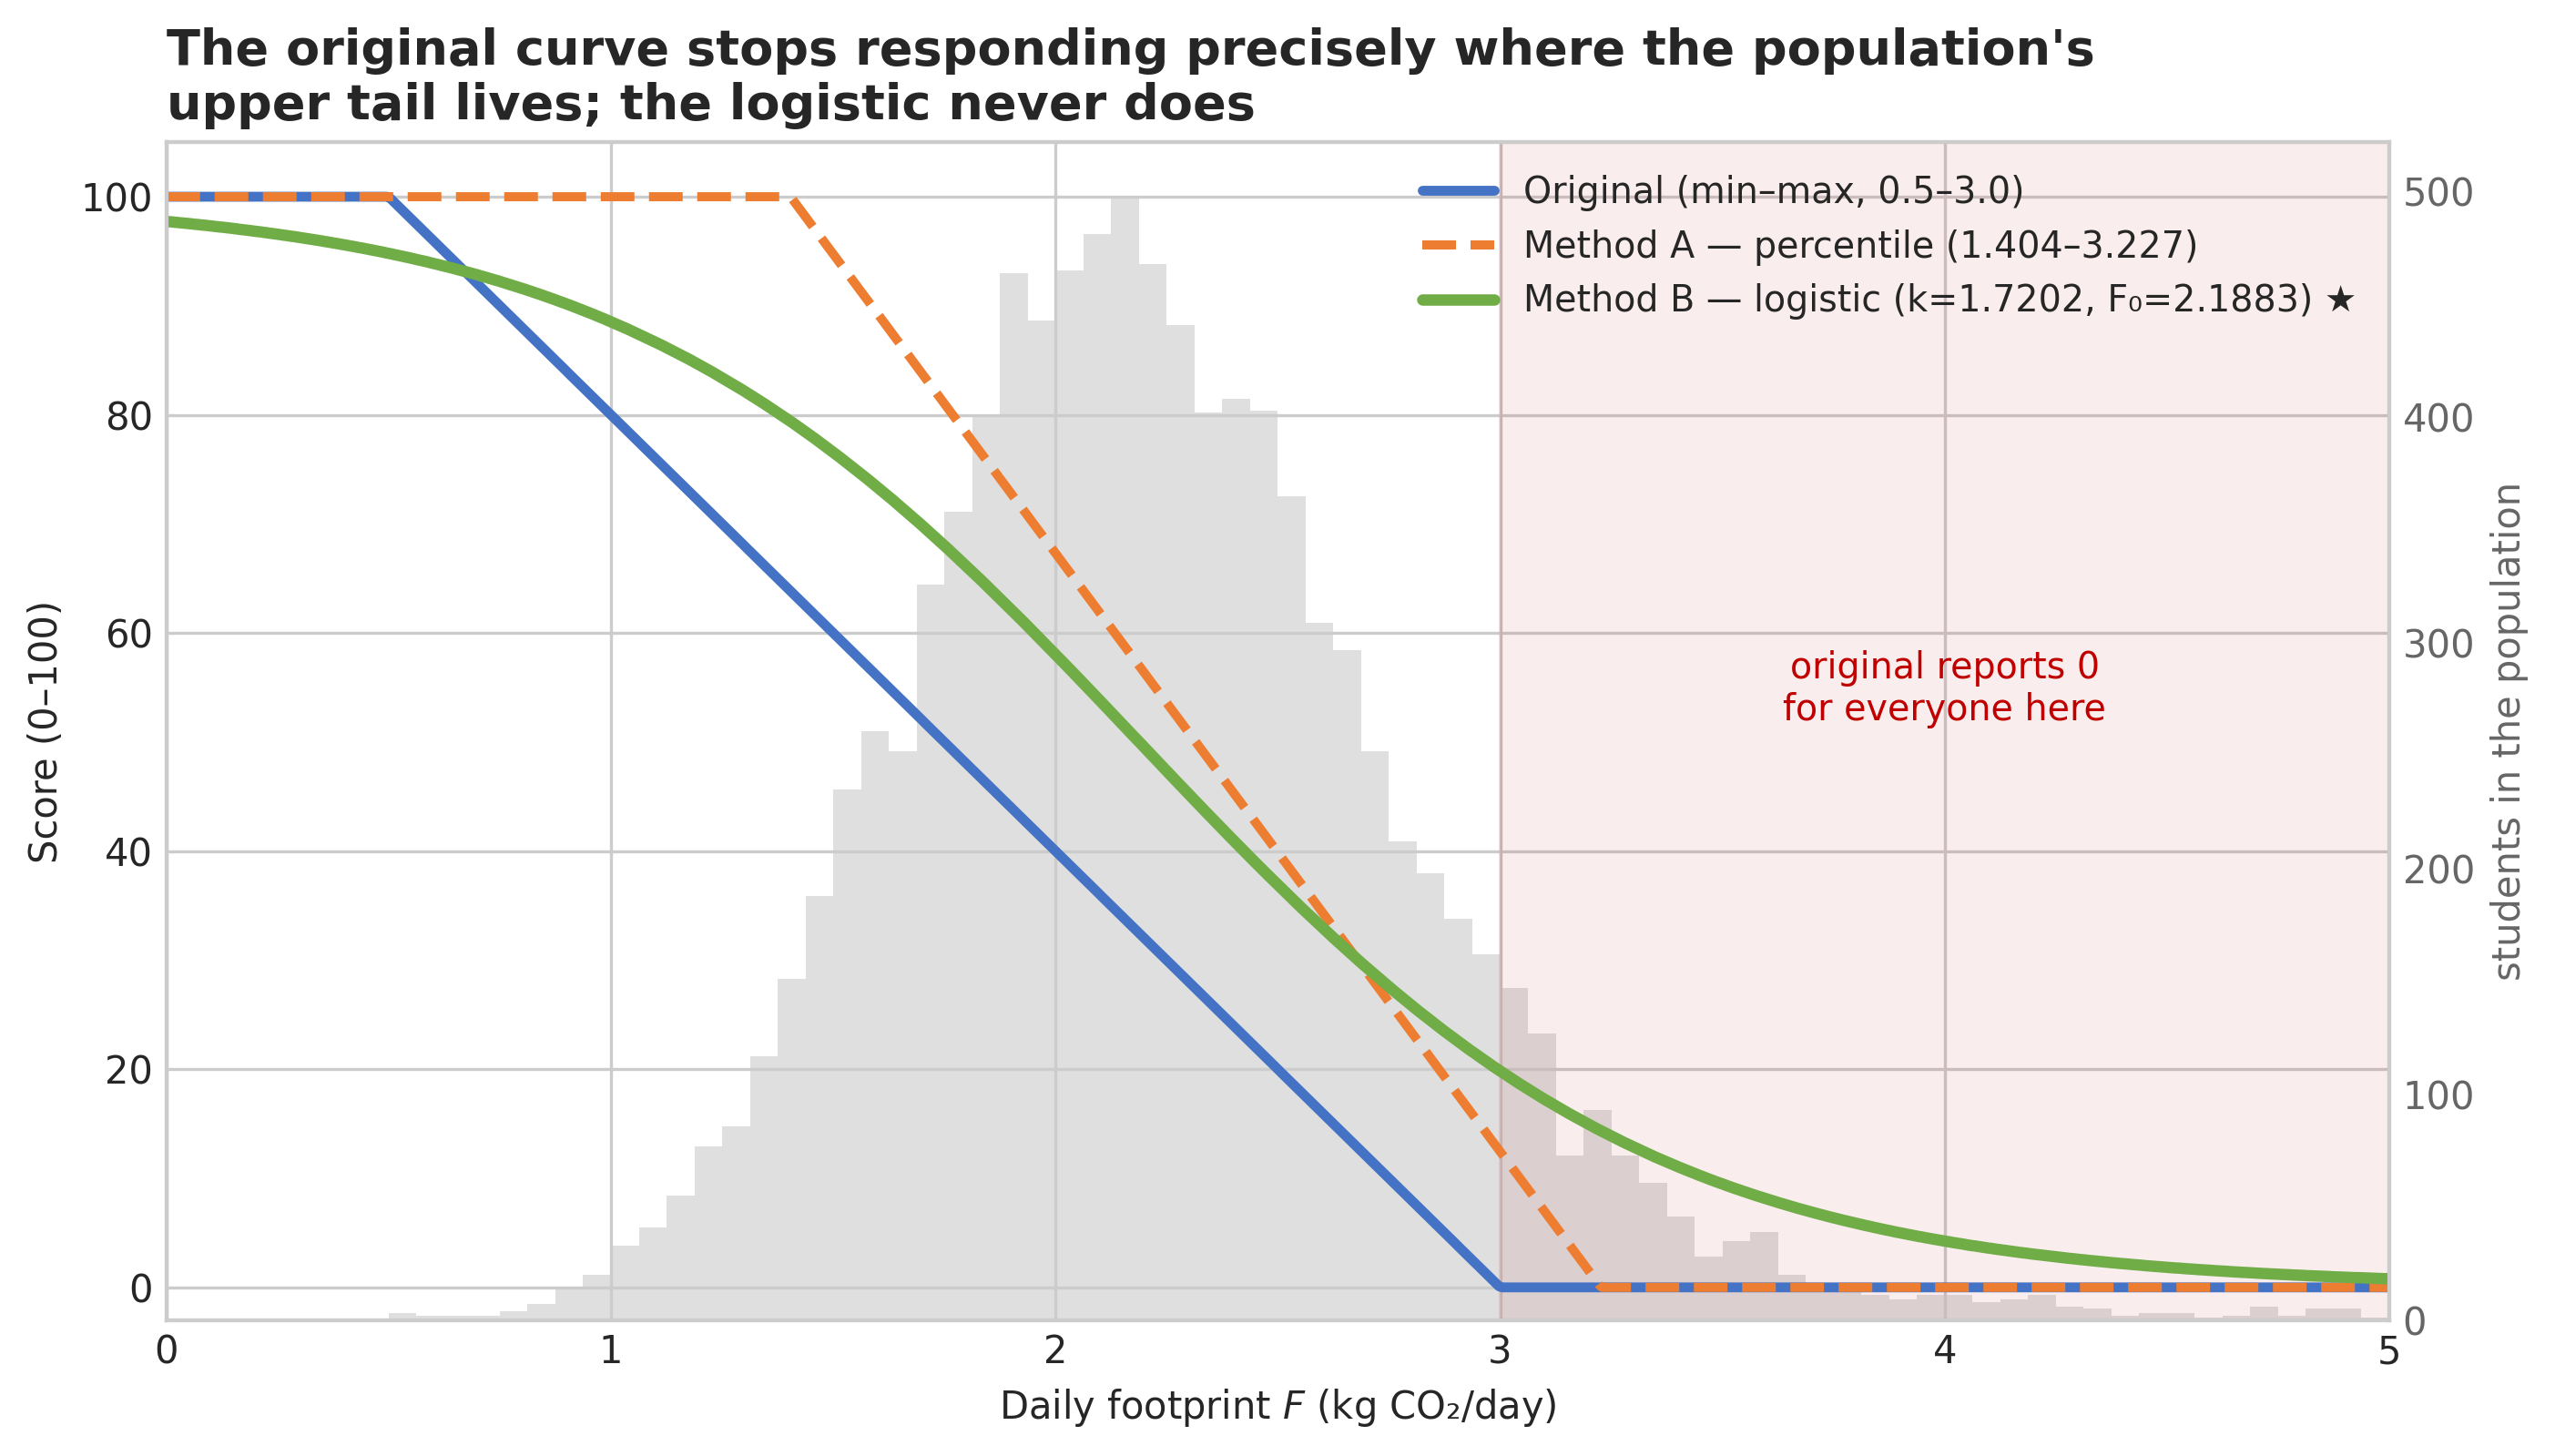 The original curve stops responding precisely where the population's
upper tail lives; the logistic never does
Original (min–max, 0.5–3.0)
Method A — percentile (1.404–3.227)
Method B — logistic (k=1.7202, F₀=2.1883) ★
original reports 0
for everyone here
Score (0–100)
100
80
60
40
20
0
students in the population
500
400
300
200
100
0
0
1
2
3
4
5
Daily footprint F (kg CO₂/day)